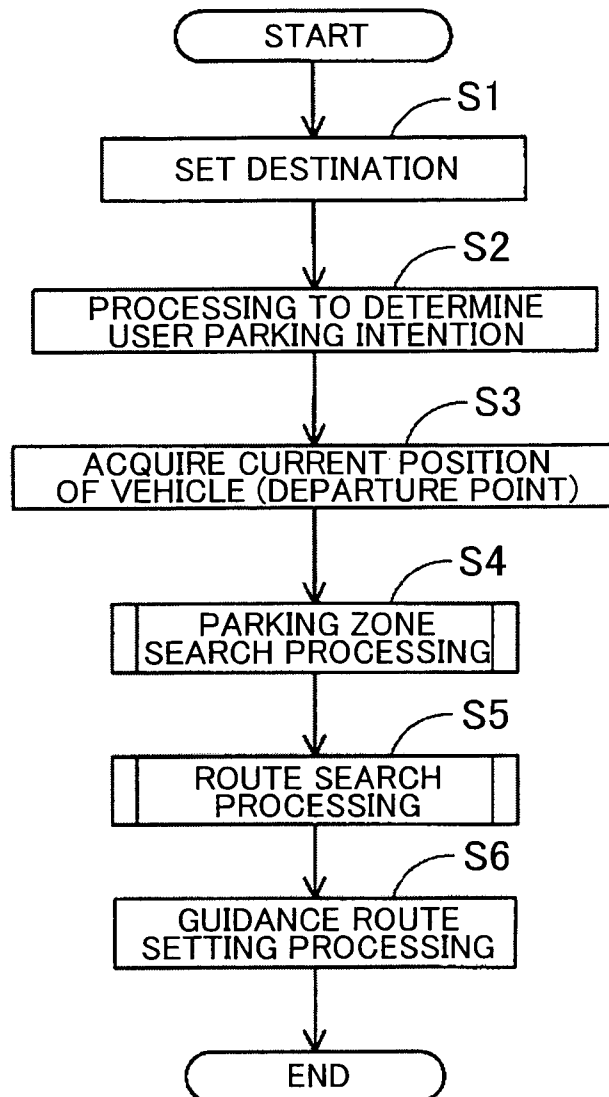 START
S1
SET DESTINATION
S2
PROCESSING TO DETERMINE
USER PARKING INTENTION
S3
ACQUIRE CURRENT POSITION
OF VEHICLE (DEPARTURE POINT)
S4
PARKING ZONE
SEARCH PROCESSING
S5
ROUTE SEARCH
PROCESSING
S6
GUIDANCE ROUTE
SETTING PROCESSING
END